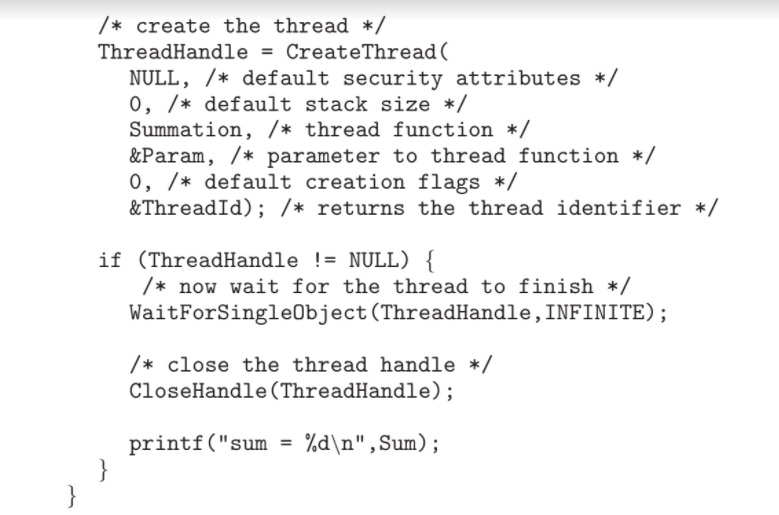 /* create the thread */
ThreadHandle = CreateThread(
NULL, /* default security attributes */
0, /* default stack size */
Summation, /* thread function */
&Param, /* parameter to thread function */
0, /* default creation flags */
&ThreadId); /* returns the thread identifier */
if (ThreadHandle != NULL) {
/* now wait for the thread to finish */
WaitForSingleObject(ThreadHandle,INFINITE);
/* close the thread handle */
CloseHandle(ThreadHandle);
printf("sum = %d\n",Sum);
}
}